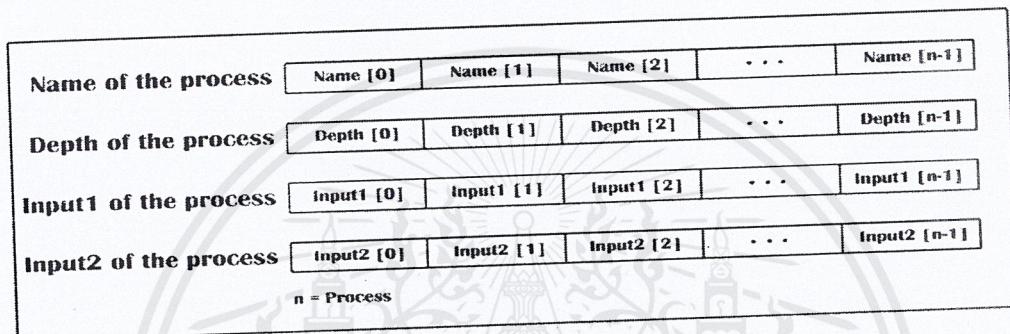 Name of the process Name [0] Name [1] Name [2] ... Name [n-1]
Depth of the process Depth [0] Depth [1] Depth [2] ... Depth [n-1]
Input1 of the process Input1 [0] Input1 [1] Input1 [2] ... Input1 [n-1]
Input2 of the process Input2 [0] Input2 [1] Input2 [2] ... Input2 [n-1]
n = Process